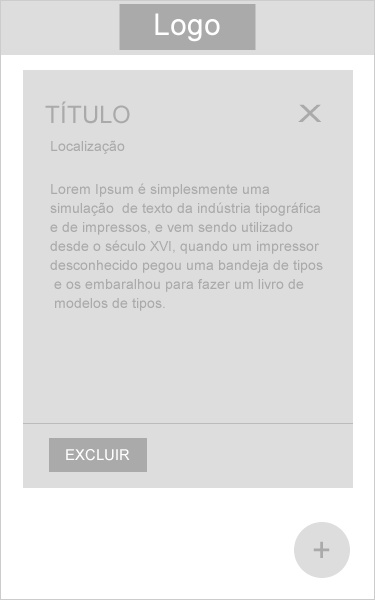 Logo
TÍTULO
Localização
Lorem Ipsum é simplesmente uma
simulação de texto da indústria tipográfica
e de impressos, e vem sendo utilizado
desde o século XVI, quando um impressor
desconhecido pegou uma bandeja de tipos
e os embaralhou para fazer um livro de
modelos de tipos.
EXCLUIR
+